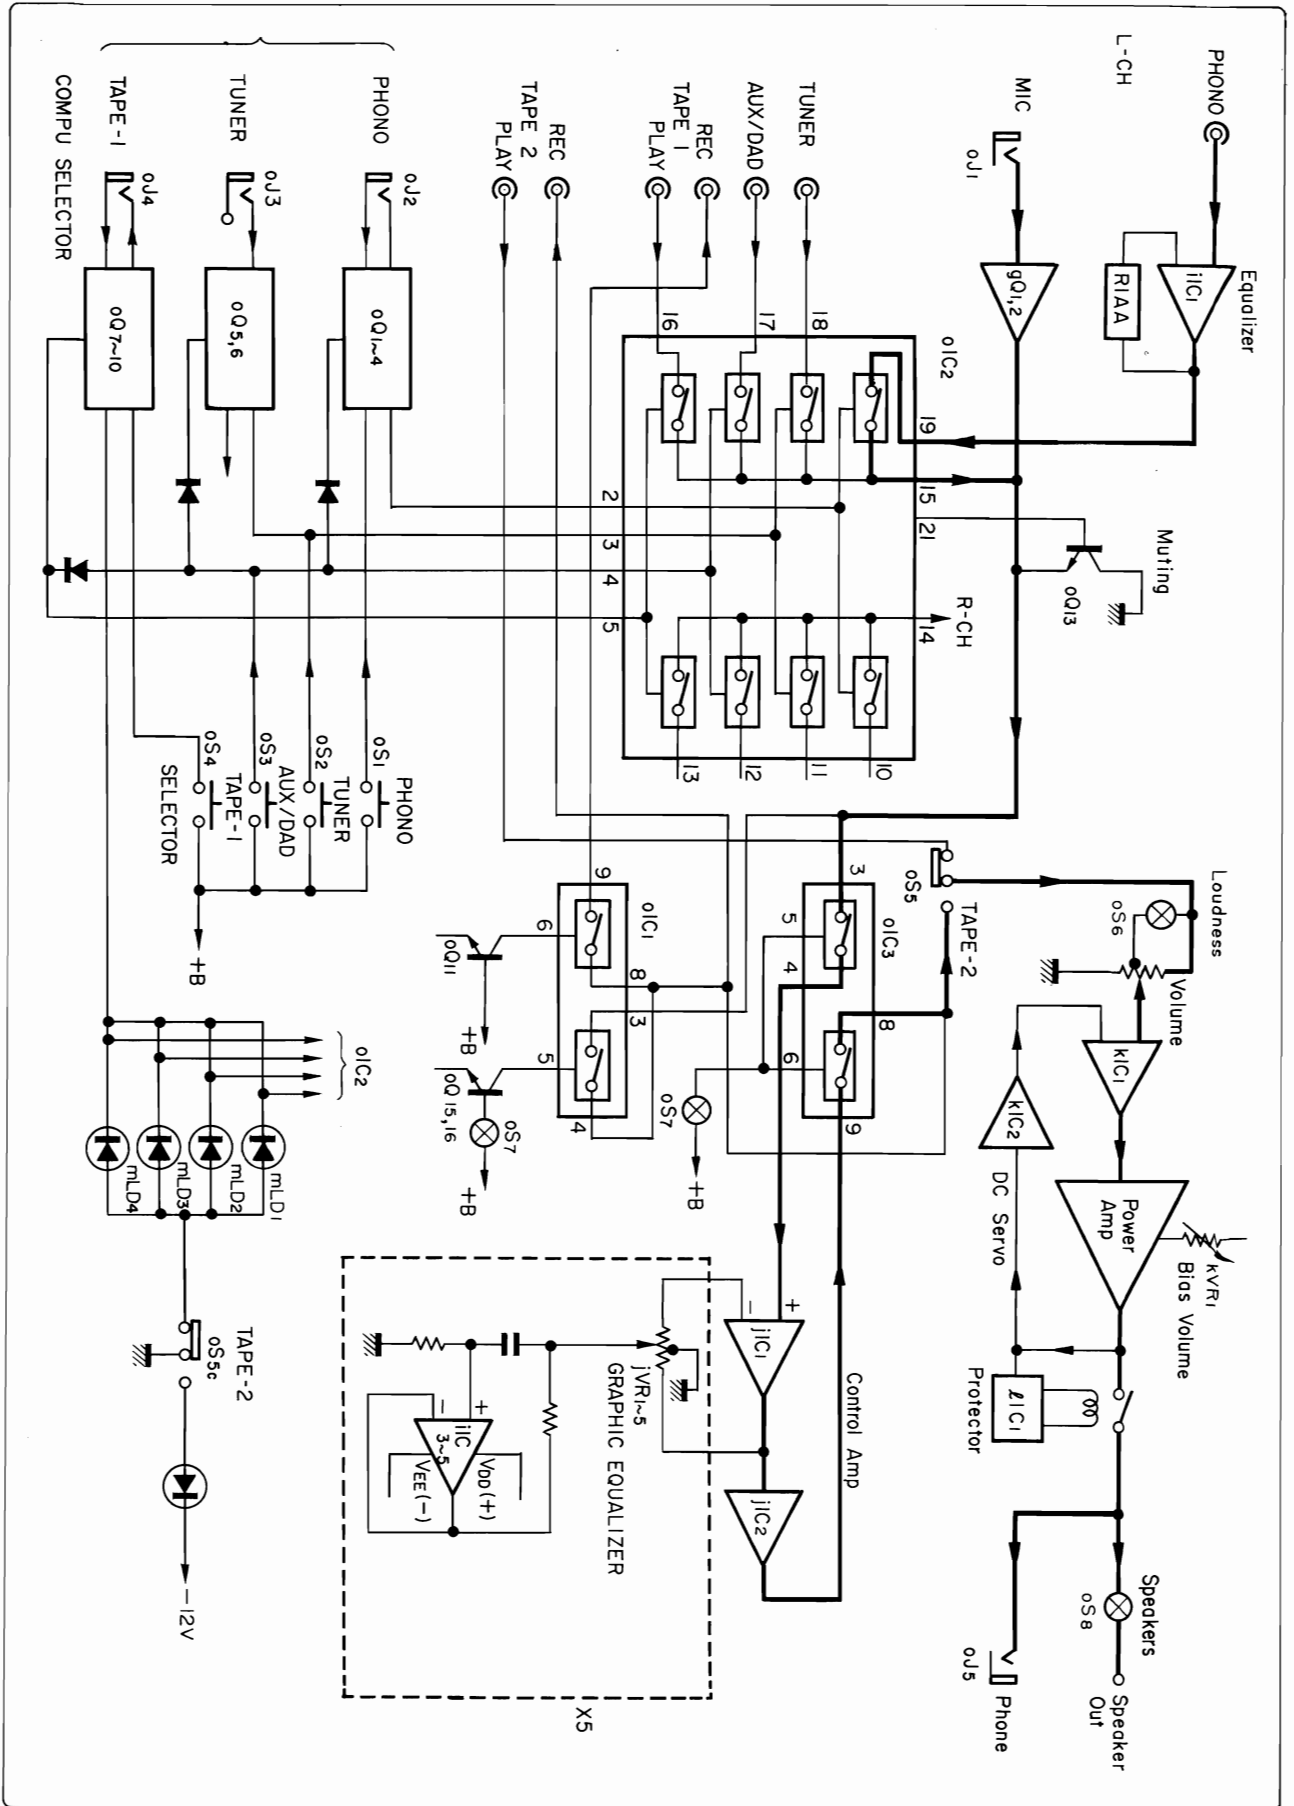 L-CH
PHONO
Equalizer
iIC1
RIAA
MIC
oJ1
gQ1,2
Muting
oQ13
TUNER
AUX/DAD
TAPE 1
REC
PLAY
TAPE 2
REC
PLAY
oIC2
18
17
16
19
15
21
2
3
4
5
14
R-CH
10
11
12
13
PHONO
oJ2
oQ1~4
TUNER
oJ3
oQ5,6
TAPE-1
oJ4
oQ7~10
COMPU SELECTOR
oS1
PHONO
oS2
TUNER
oS3
AUX/DAD
oS4
TAPE-1
SELECTOR
+B
oIC2
mLD1
mLD2
mLD3
mLD4
TAPE-2
oS5c
-12V
oIC1
9
6
8
3
5
4
oQ11
+B
oQ15,16
oS7
+B
oIC3
3
5
4
8
6
9
oS7
+B
oS5
TAPE-2
Loudness
oS6
Volume
kIC1
kIC2
DC Servo
Power
Amp
kVR1
Bias Volume
ℓIC1
Protector
Speakers
oS8
Speaker
Out
oJ5
Phone
Control Amp
+
-
jIC1
jIC2
jVR1~5
GRAPHIC EQUALIZER
+
-
jIC
3~5
VDD(+)
VEE(-)
X5